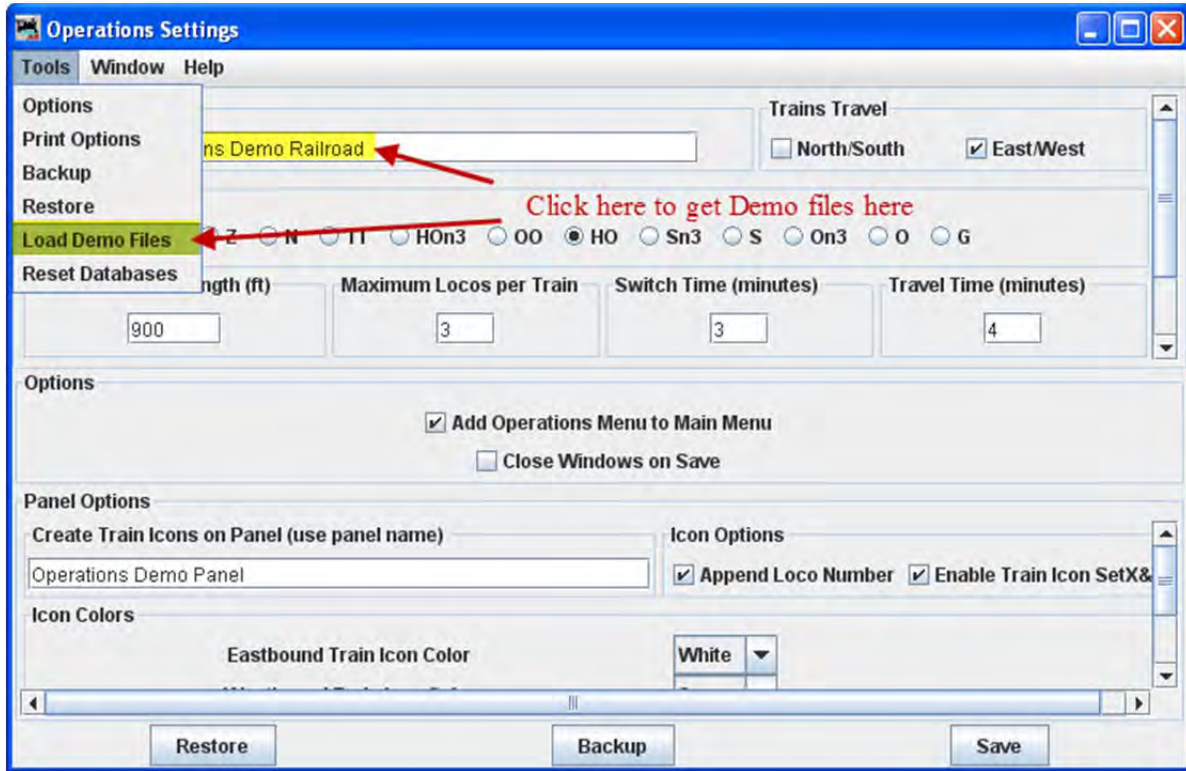 Operations Settings
Tools Window Help
Options
Print Options
Backup
Restore
Load Demo Files
Reset Databases
ns Demo Railroad
Trains Travel
North/South East/West
Click here to get Demo files here
Z N TT HOn3 OO HO Sn3 S On3 O G
ngth (ft) Maximum Locos per Train Switch Time (minutes) Travel Time (minutes)
900 3 3 4
Options
Add Operations Menu to Main Menu
Close Windows on Save
Panel Options
Create Train Icons on Panel (use panel name) Icon Options
Operations Demo Panel Append Loco Number Enable Train Icon SetX&
Icon Colors
Eastbound Train Icon Color White
Restore Backup Save